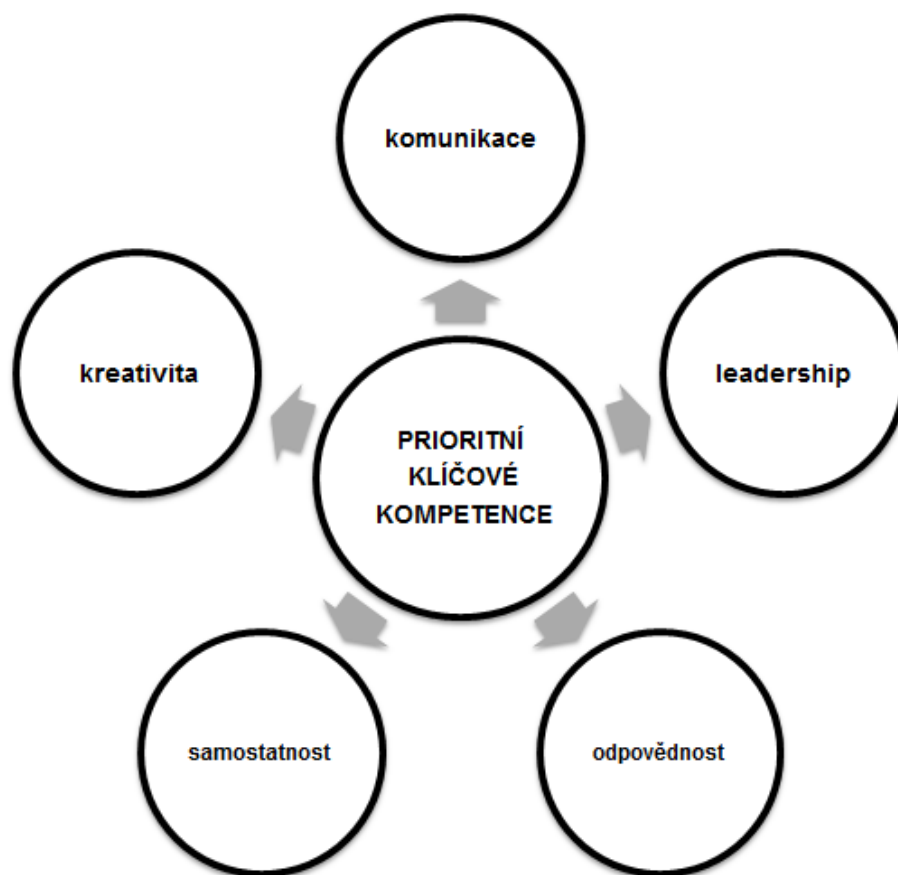 komunikace
kreativita
leadership
PRIORITNÍ
KLÍČOVÉ
KOMPETENCE
samostatnost
odpovědnost